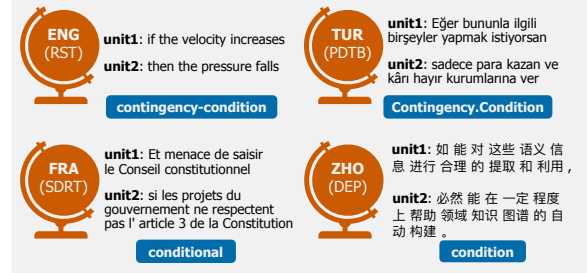 ENG
(RST)
unit1: if the velocity increases
unit2: then the pressure falls
contingency-condition
TUR
(PDTB)
unit1: Eğer bununla ilgili
birşeyler yapmak istiyorsan
unit2: sadece para kazan ve
kârı hayır kurumlarına ver
Contingency.Condition
FRA
(SDRT)
unit1: Et menace de saisir
le Conseil constitutionnel
unit2: si les projets du
gouvernement ne respectent
pas l' article 3 de la Constitution
conditional
ZHO
(DEP)
unit1: 如 能 对 这些 语义 信
息 进行 合理 的 提取 和 利用 ,
unit2: 必然 能 在 一定 程度
上 帮助 领域 知识 图谱 的 自
动 构建 。
condition